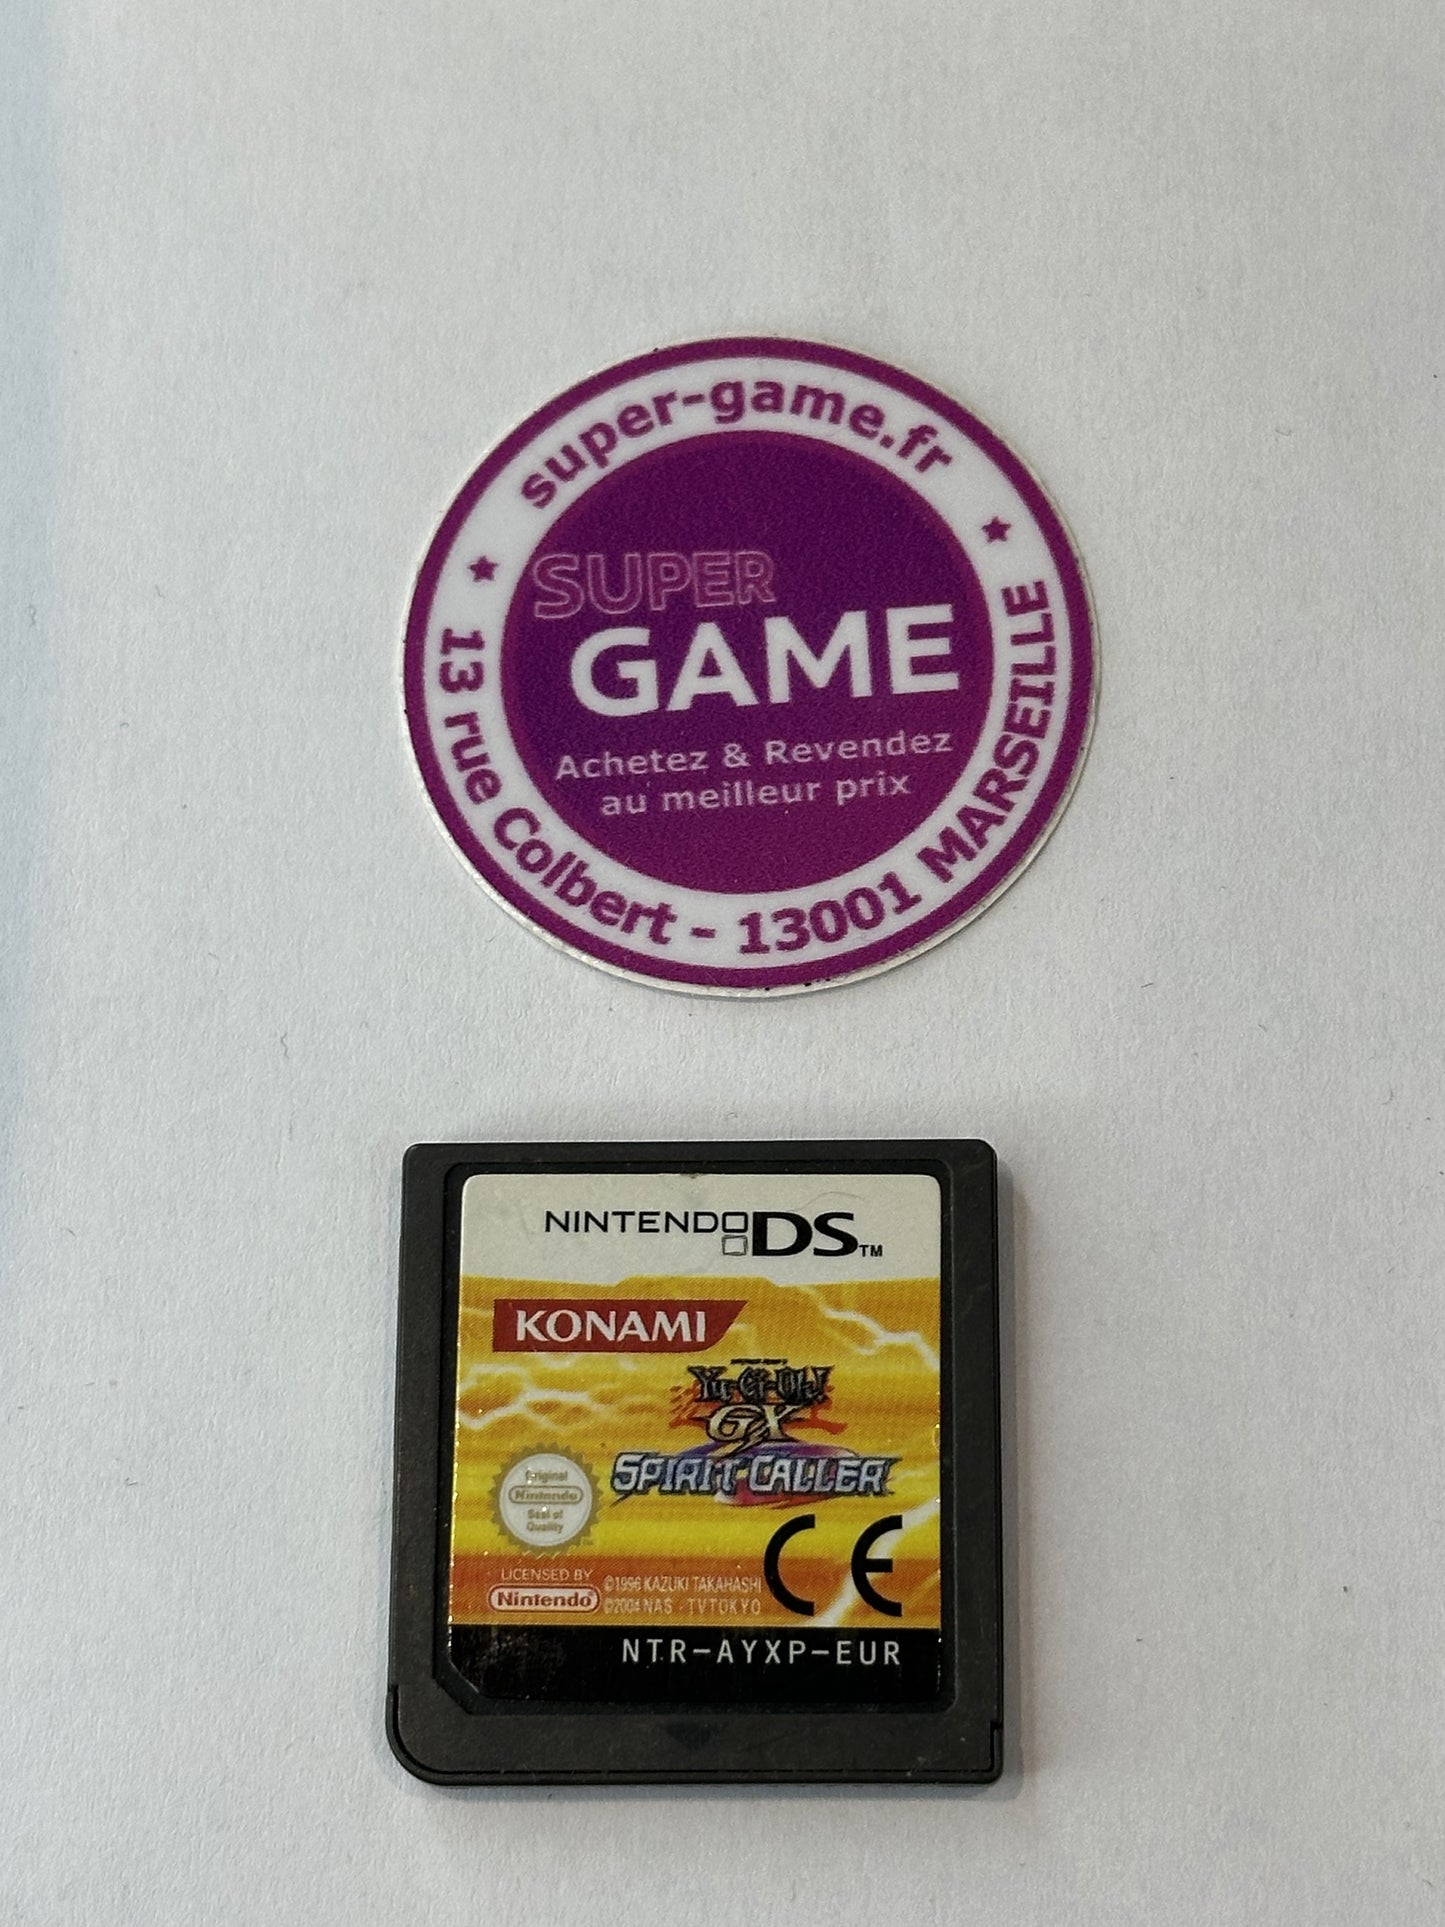 super-game.fr
SUPER
GAME
Achetez & Revendez
au meilleur prix
13 rue Colbert - 13001 MARSEILLE
NINTENDO DS™
KONAMI
Yu-Gi-Oh!
GX
SPIRIT CALLER
Original
Nintendo
Seal of
Quality
LICENSED BY
Nintendo®
©1996 KAZUKI TAKAHASHI
©2004 NAS · TV TOKYO
CE
NTR-AYXP-EUR